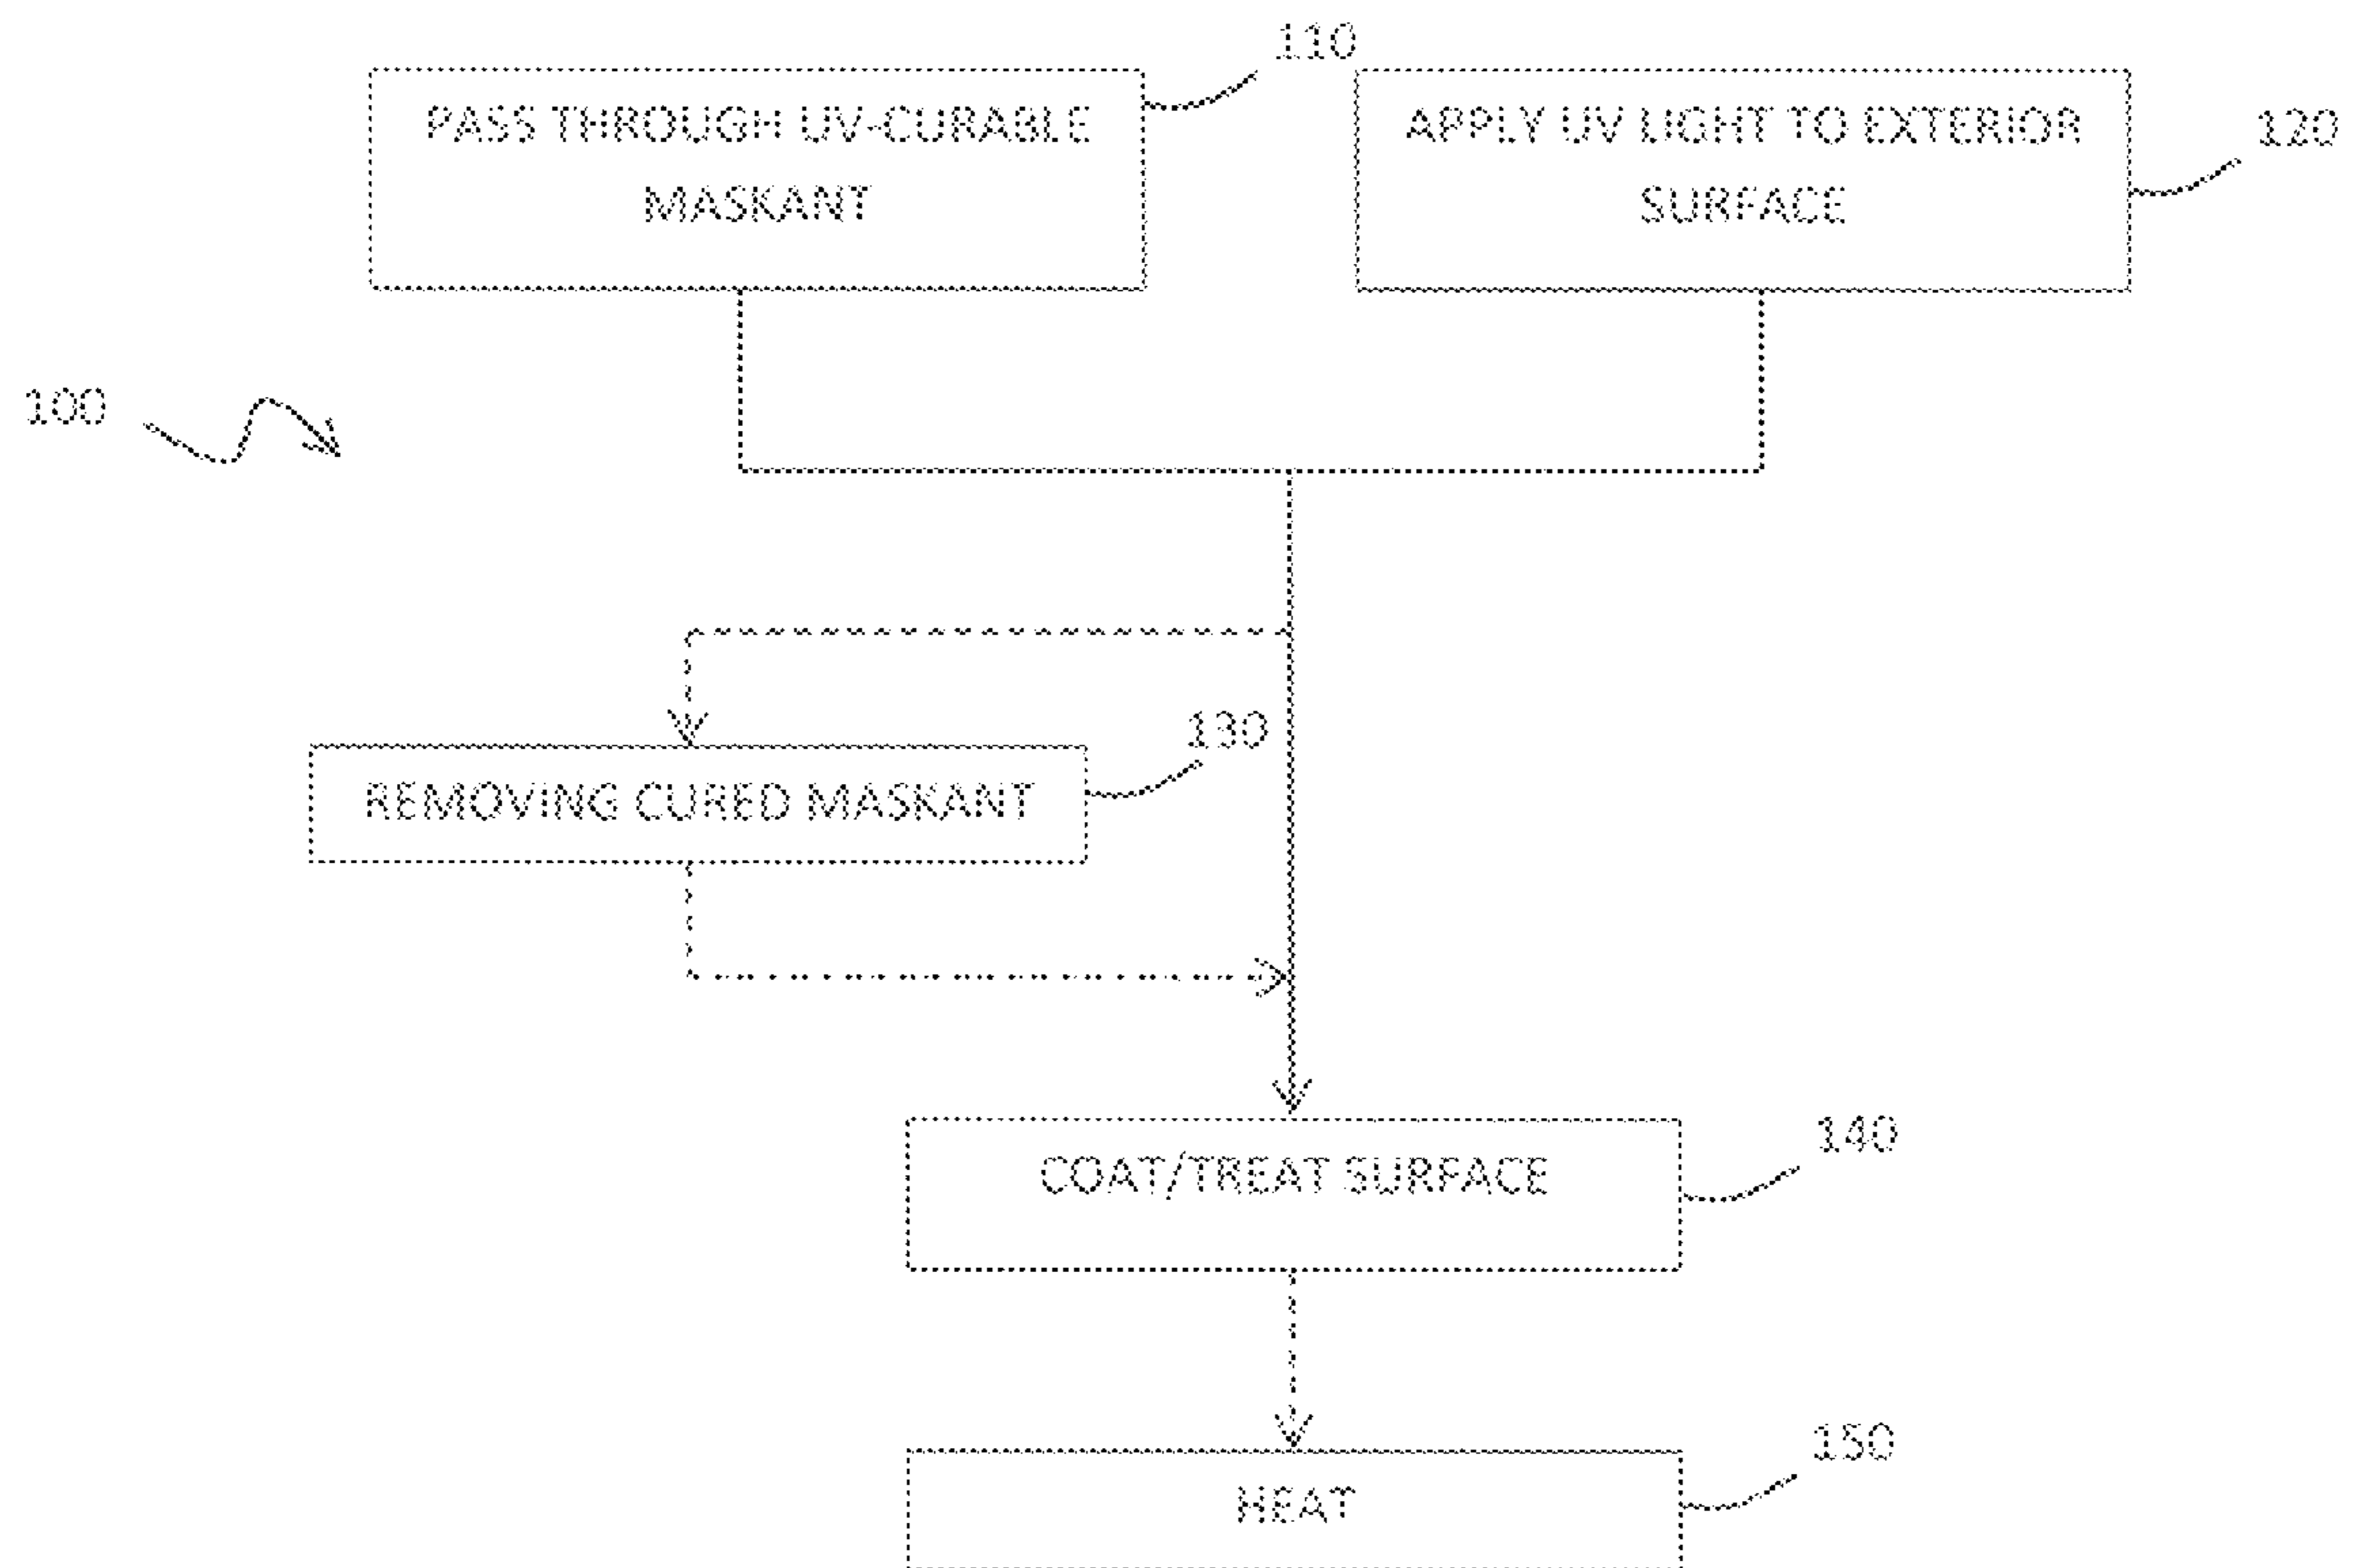 110
PASS THROUGH UV-CURABLE
MASKANT
APPLY UV LIGHT TO EXTERIOR
SURFACE
120
100
130
REMOVING CURED MASKANT
140
COAT/TREAT SURFACE
150
HEAT